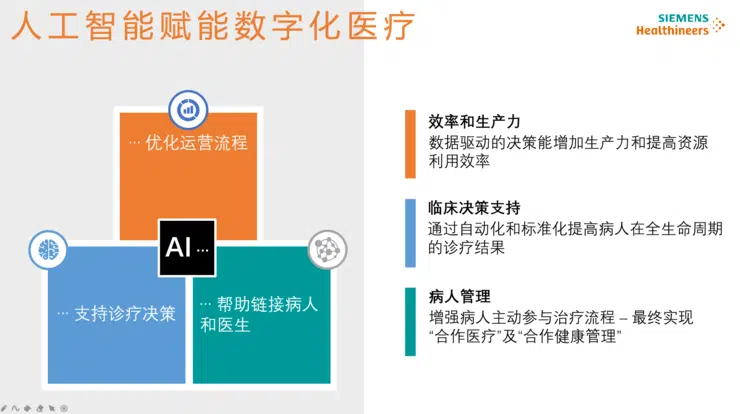 人工智能赋能数字化医疗
SIEMENS
Healthineers
··· 优化运营流程
AI ···
··· 支持诊疗决策
··· 帮助链接病人
和医生
效率和生产力
数据驱动的决策能增加生产力和提高资源
利用效率
临床决策支持
通过自动化和标准化提高病人在全生命周期
的诊疗结果
病人管理
增强病人主动参与治疗流程 – 最终实现
“合作医疗”及“合作健康管理”